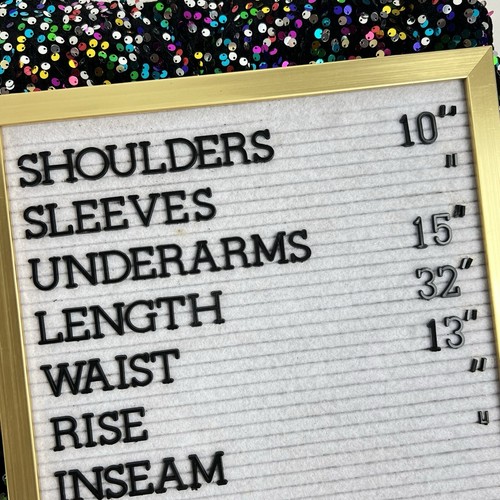 SHOULDERS 10"
SLEEVES "
UNDERARMS 15"
LENGTH 32"
WAIST 13"
RISE "
INSEAM "